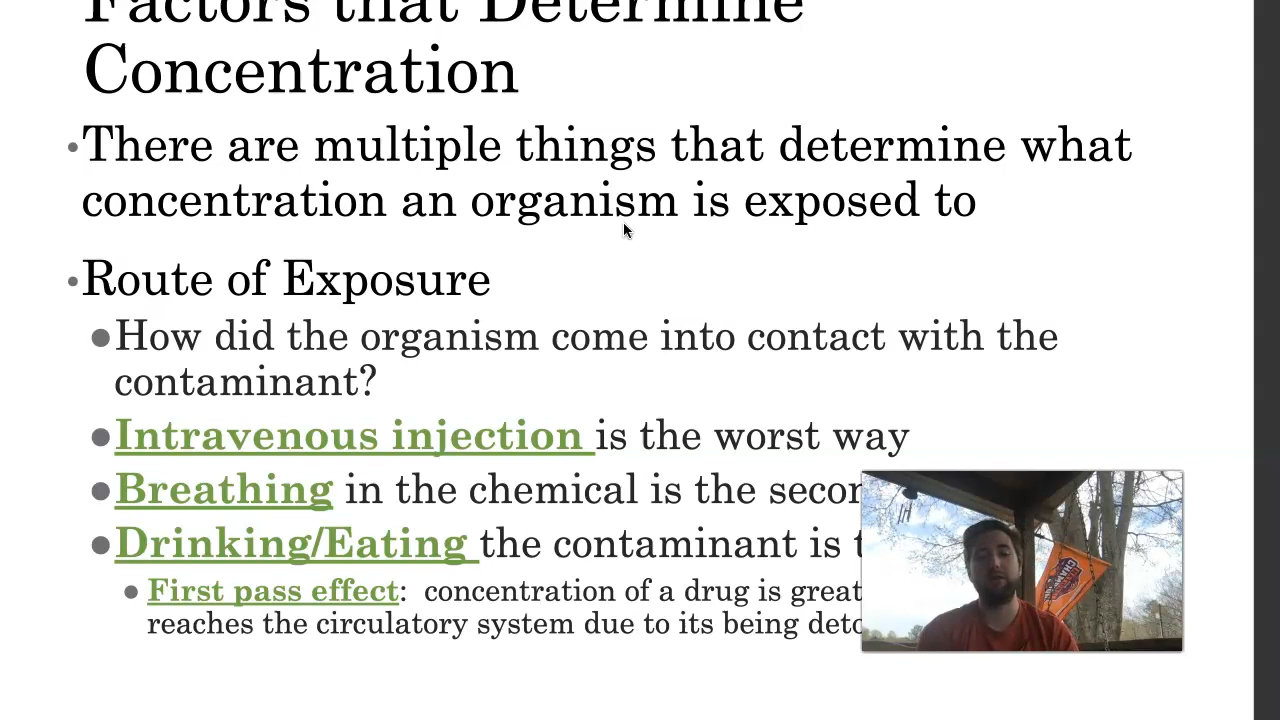 Factors that Determine
Concentration
•There are multiple things that determine what
concentration an organism is exposed to
•Route of Exposure
●How did the organism come into contact with the
contaminant?
●Intravenous injection is the worst way
●Breathing in the chemical is the
●Drinking/Eating the contaminant is
●First pass effect: concentration of a drug is
reaches the circulatory system due to its being